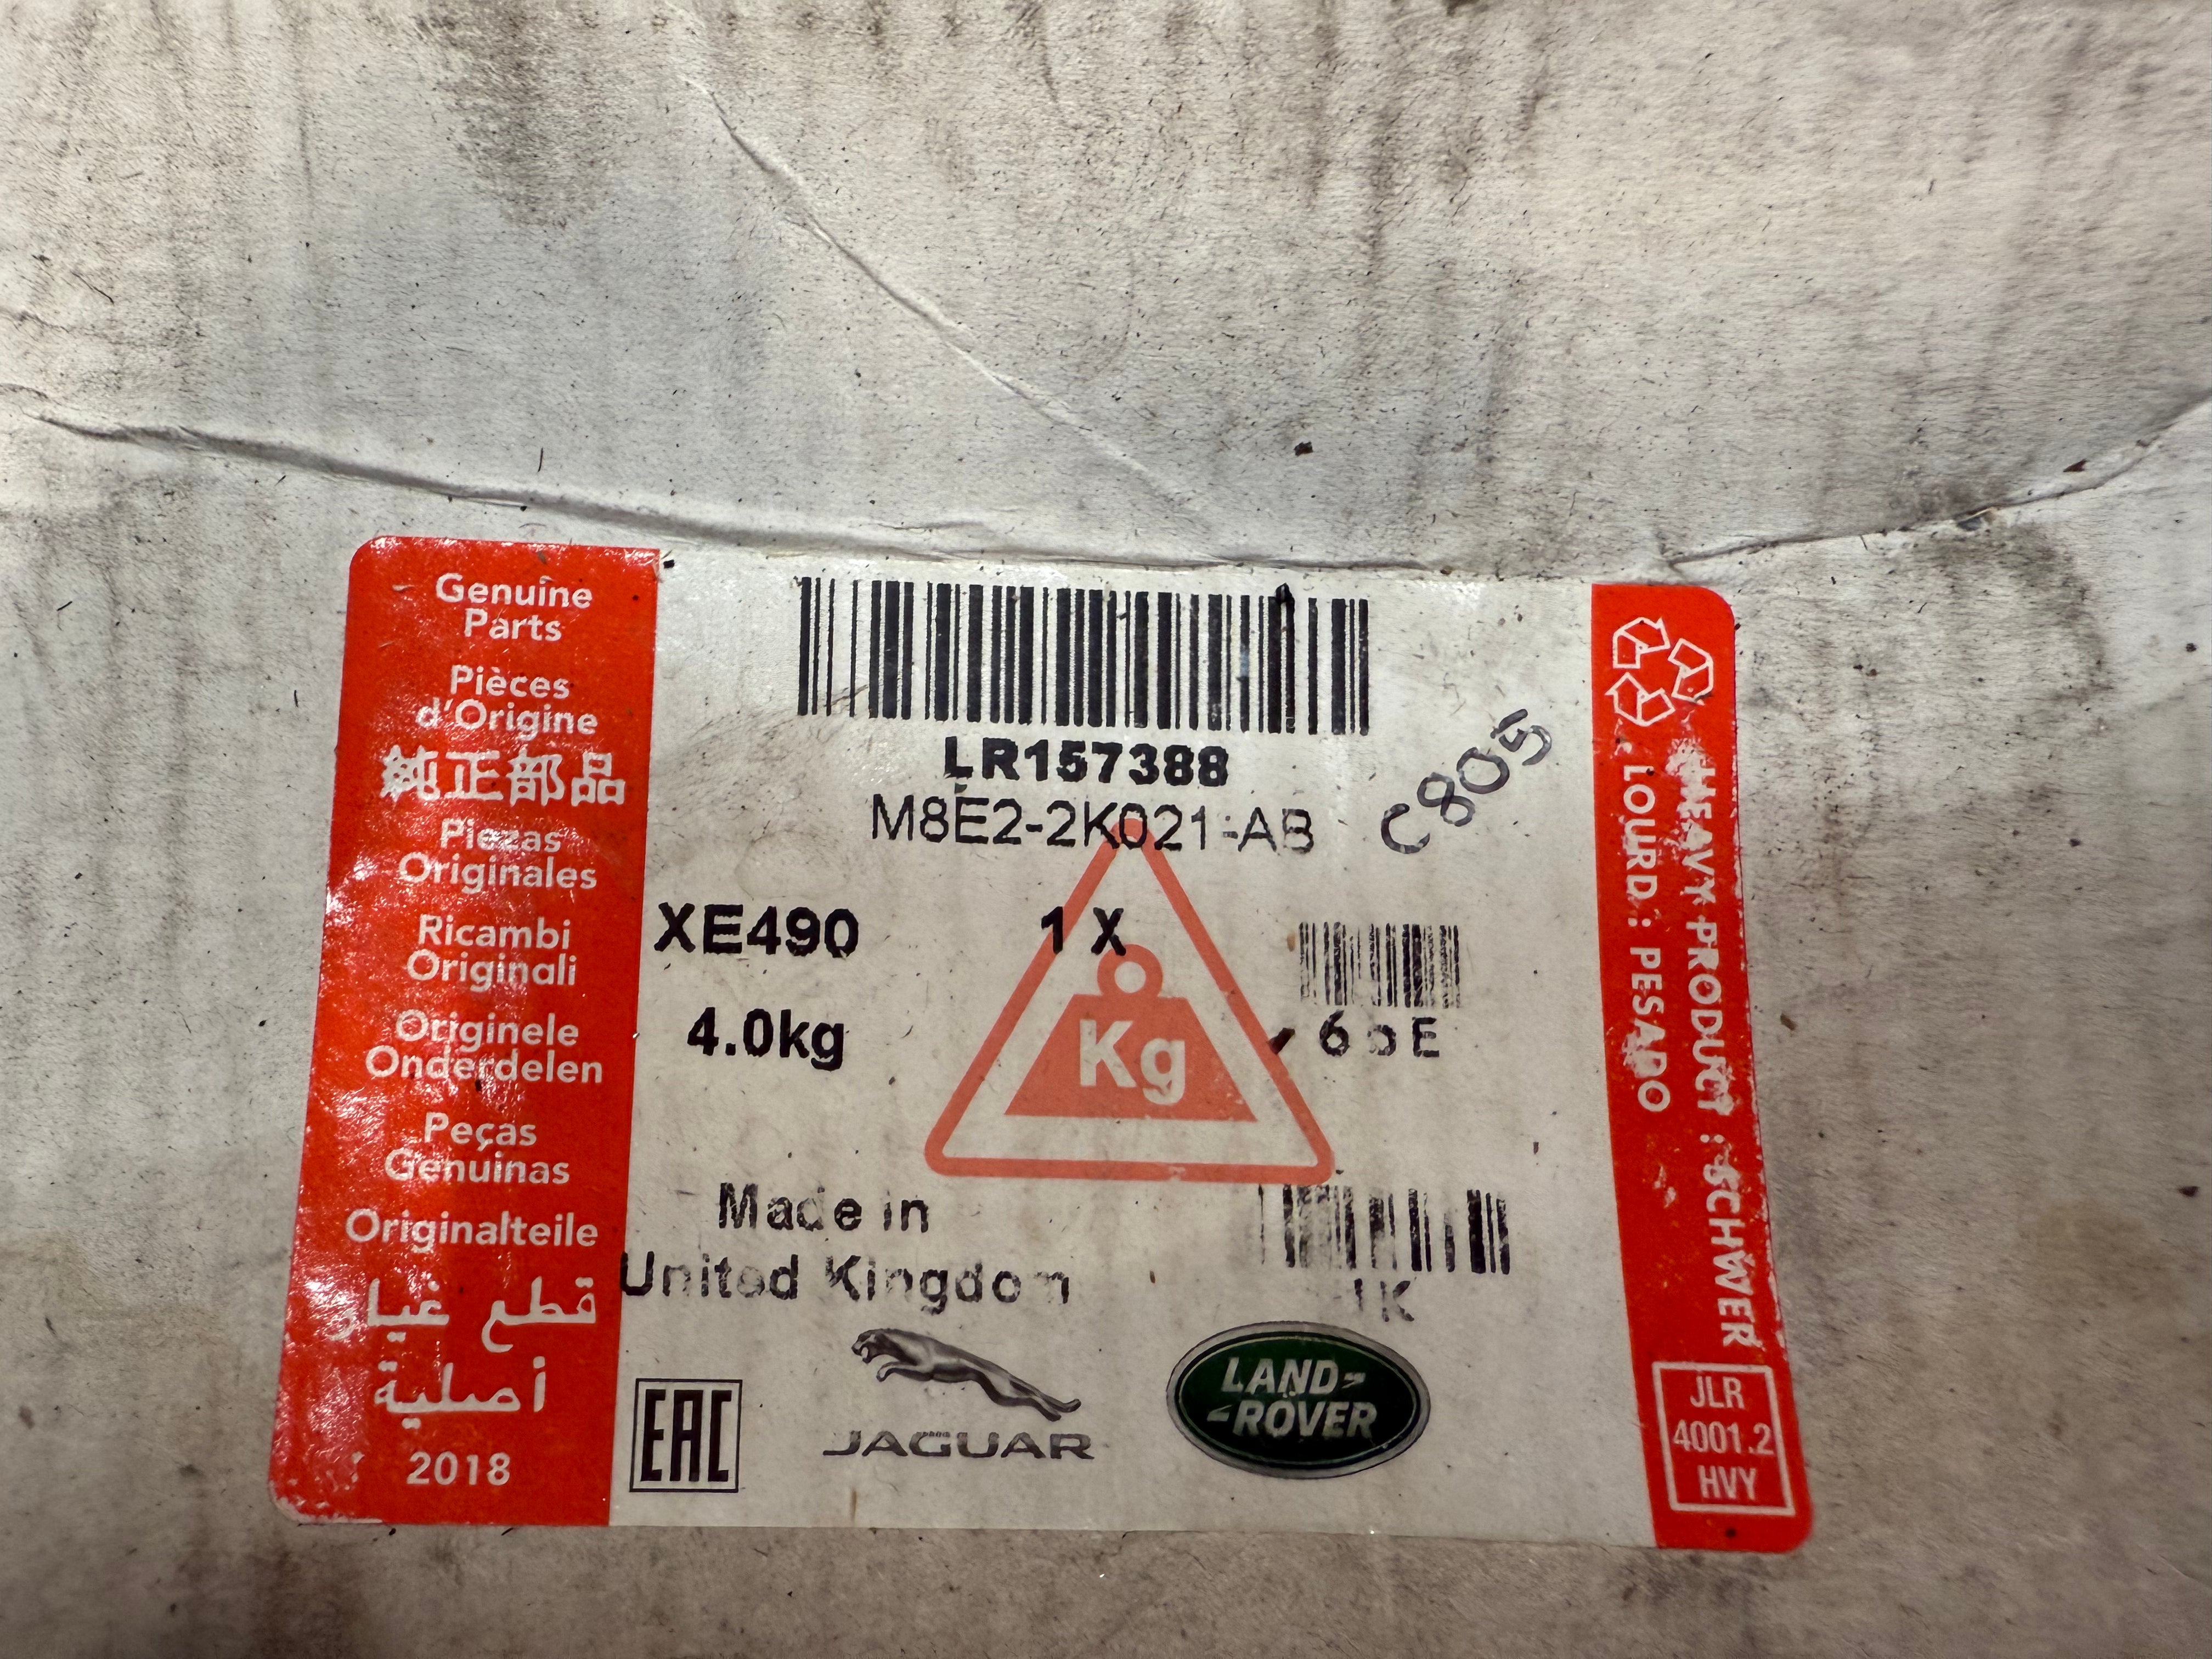 Genuine
Parts
Pièces
d'Origine
純正部品
Piezas
Originales
Ricambi
Originali
Originele
Onderdelen
Peças
Genuinas
Originalteile
قطع غيار
أصلية
2018
LR157388
M8E2-2K021-AB
C805
XE490
1 X
4.0kg
Kg
Made in
United Kingdom
EAC
JAGUAR
LAND-
-ROVER
HEAVY PRODUCT : SCHWER
LOURD : PESADO
JLR
4001.2
HVY